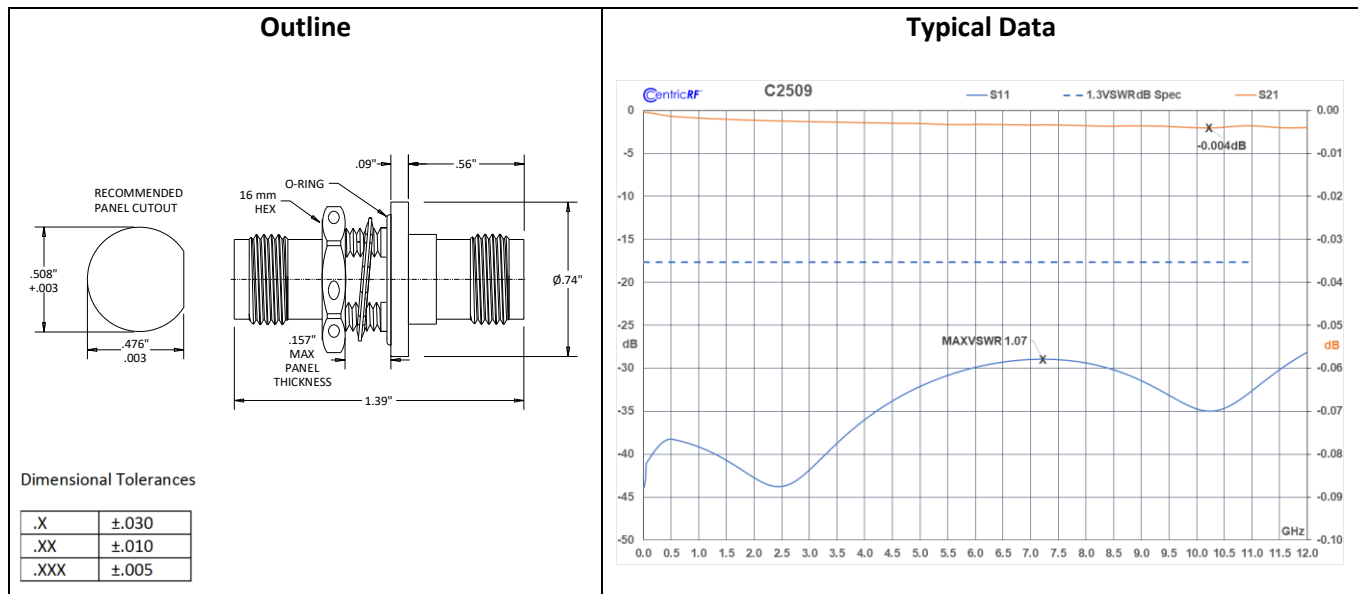 Outline
RECOMMENDED
PANEL CUTOUT
.508"
+.003
.476"
.003
16 mm
HEX
O-RING
.09"
.56"
Ø.74"
.157"
MAX
PANEL
THICKNESS
1.39"
Dimensional Tolerances
.X ±.030
.XX ±.010
.XXX ±.005
Typical Data
CentricRF™ C2509 S11 1.3VSWRdB Spec S21
0 0.00
-5 -0.01
-10 -0.02
-15 -0.03
-20 -0.04
-25 -0.05
dB dB
-30 -0.06
-35 -0.07
-40 -0.08
-45 -0.09
-50 -0.10
X
-0.004dB
MAXVSWR 1.07
X
GHz
0.0 0.5 1.0 1.5 2.0 2.5 3.0 3.5 4.0 4.5 5.0 5.5 6.0 6.5 7.0 7.5 8.0 8.5 9.0 9.5 10.0 10.5 11.0 11.5 12.0